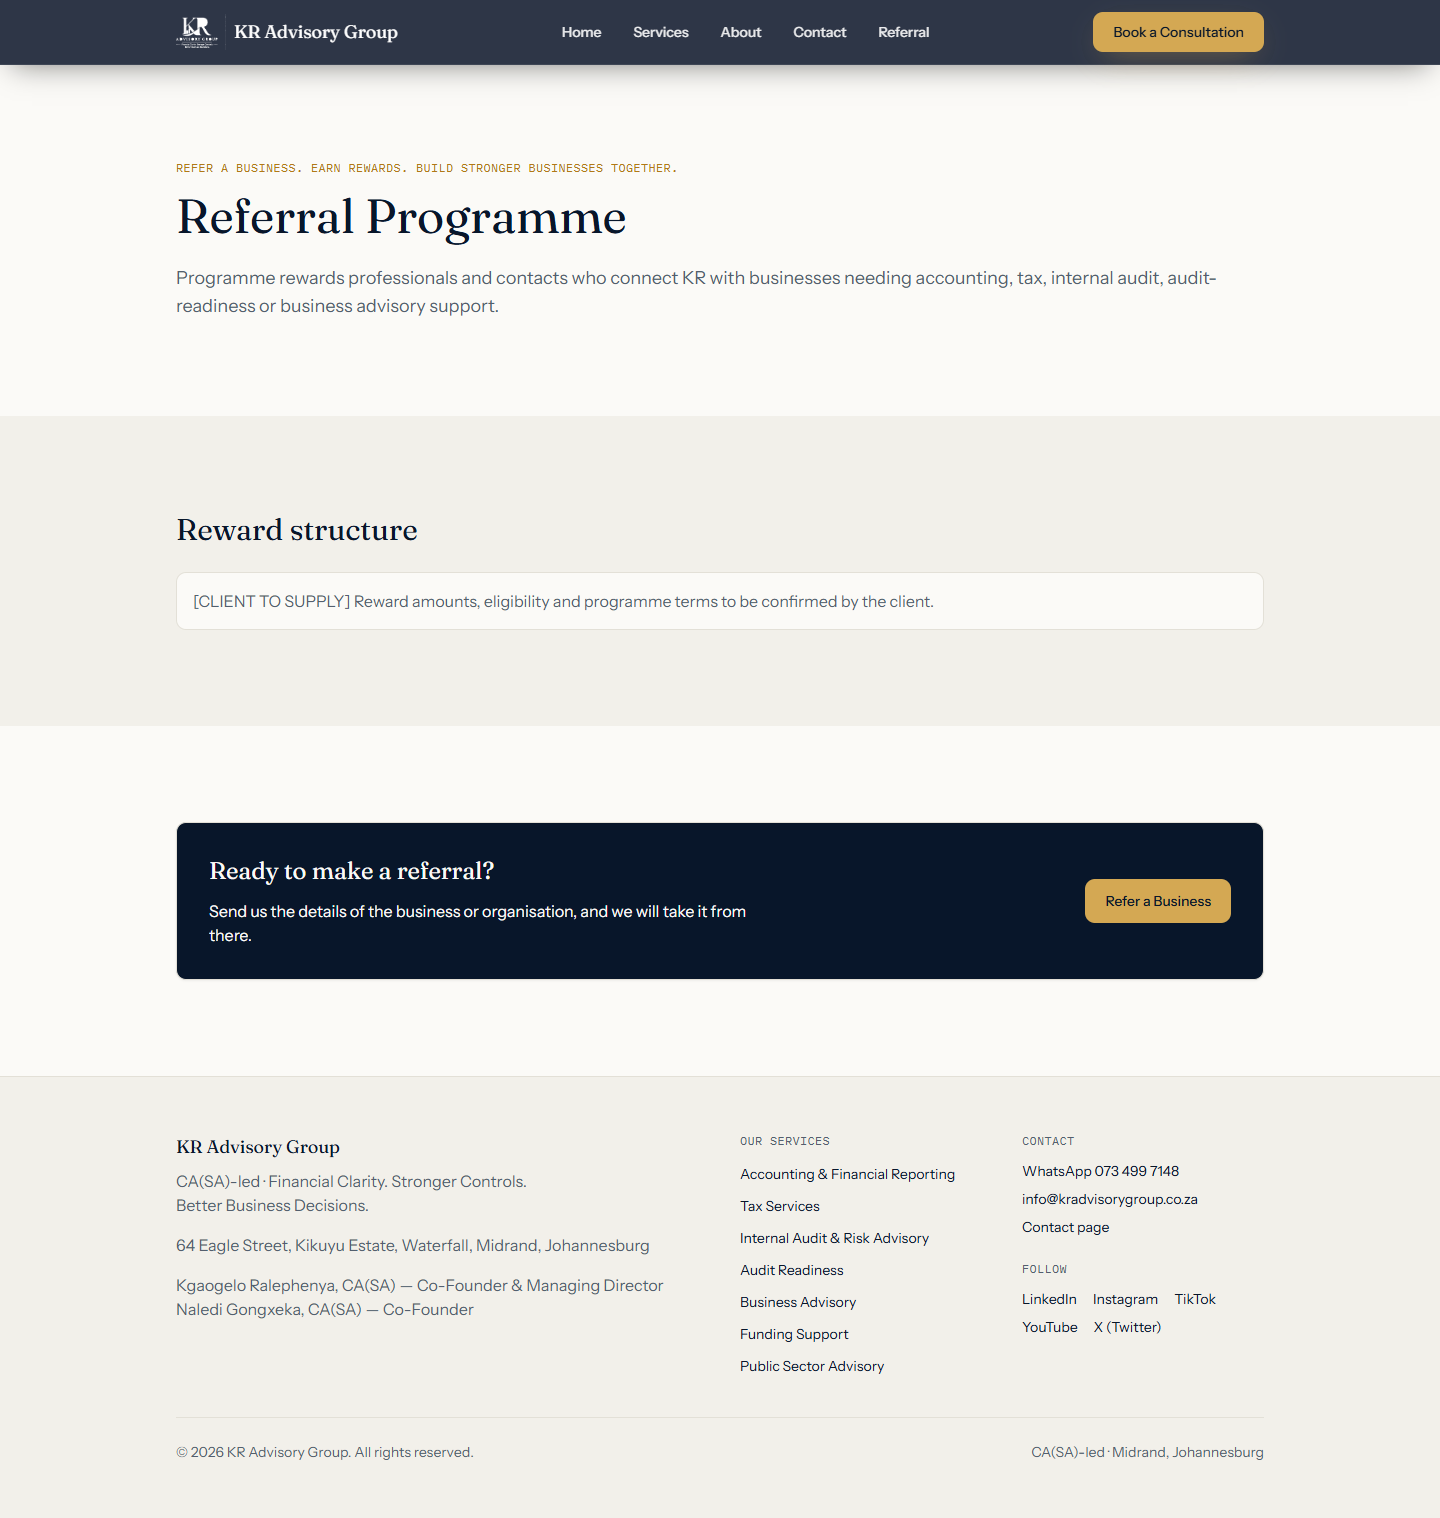 KR
ADVISORY GROUP
KR Advisory Group
Home
Services
About
Contact
Referral
Book a Consultation
REFER A BUSINESS. EARN REWARDS. BUILD STRONGER BUSINESSES TOGETHER.
Referral Programme
Programme rewards professionals and contacts who connect KR with businesses needing accounting, tax, internal audit, audit-
readiness or business advisory support.
Reward structure
[CLIENT TO SUPPLY] Reward amounts, eligibility and programme terms to be confirmed by the client.
Ready to make a referral?
Send us the details of the business or organisation, and we will take it from
there.
Refer a Business
KR Advisory Group
CA(SA)-led · Financial Clarity. Stronger Controls.
Better Business Decisions.
64 Eagle Street, Kikuyu Estate, Waterfall, Midrand, Johannesburg
Kgaogelo Ralephenya, CA(SA) — Co-Founder & Managing Director
Naledi Gongxeka, CA(SA) — Co-Founder
OUR SERVICES
Accounting & Financial Reporting
Tax Services
Internal Audit & Risk Advisory
Audit Readiness
Business Advisory
Funding Support
Public Sector Advisory
CONTACT
WhatsApp 073 499 7148
info@kradvisorygroup.co.za
Contact page
FOLLOW
LinkedIn Instagram TikTok
YouTube X (Twitter)
© 2026 KR Advisory Group. All rights reserved.
CA(SA)-led · Midrand, Johannesburg